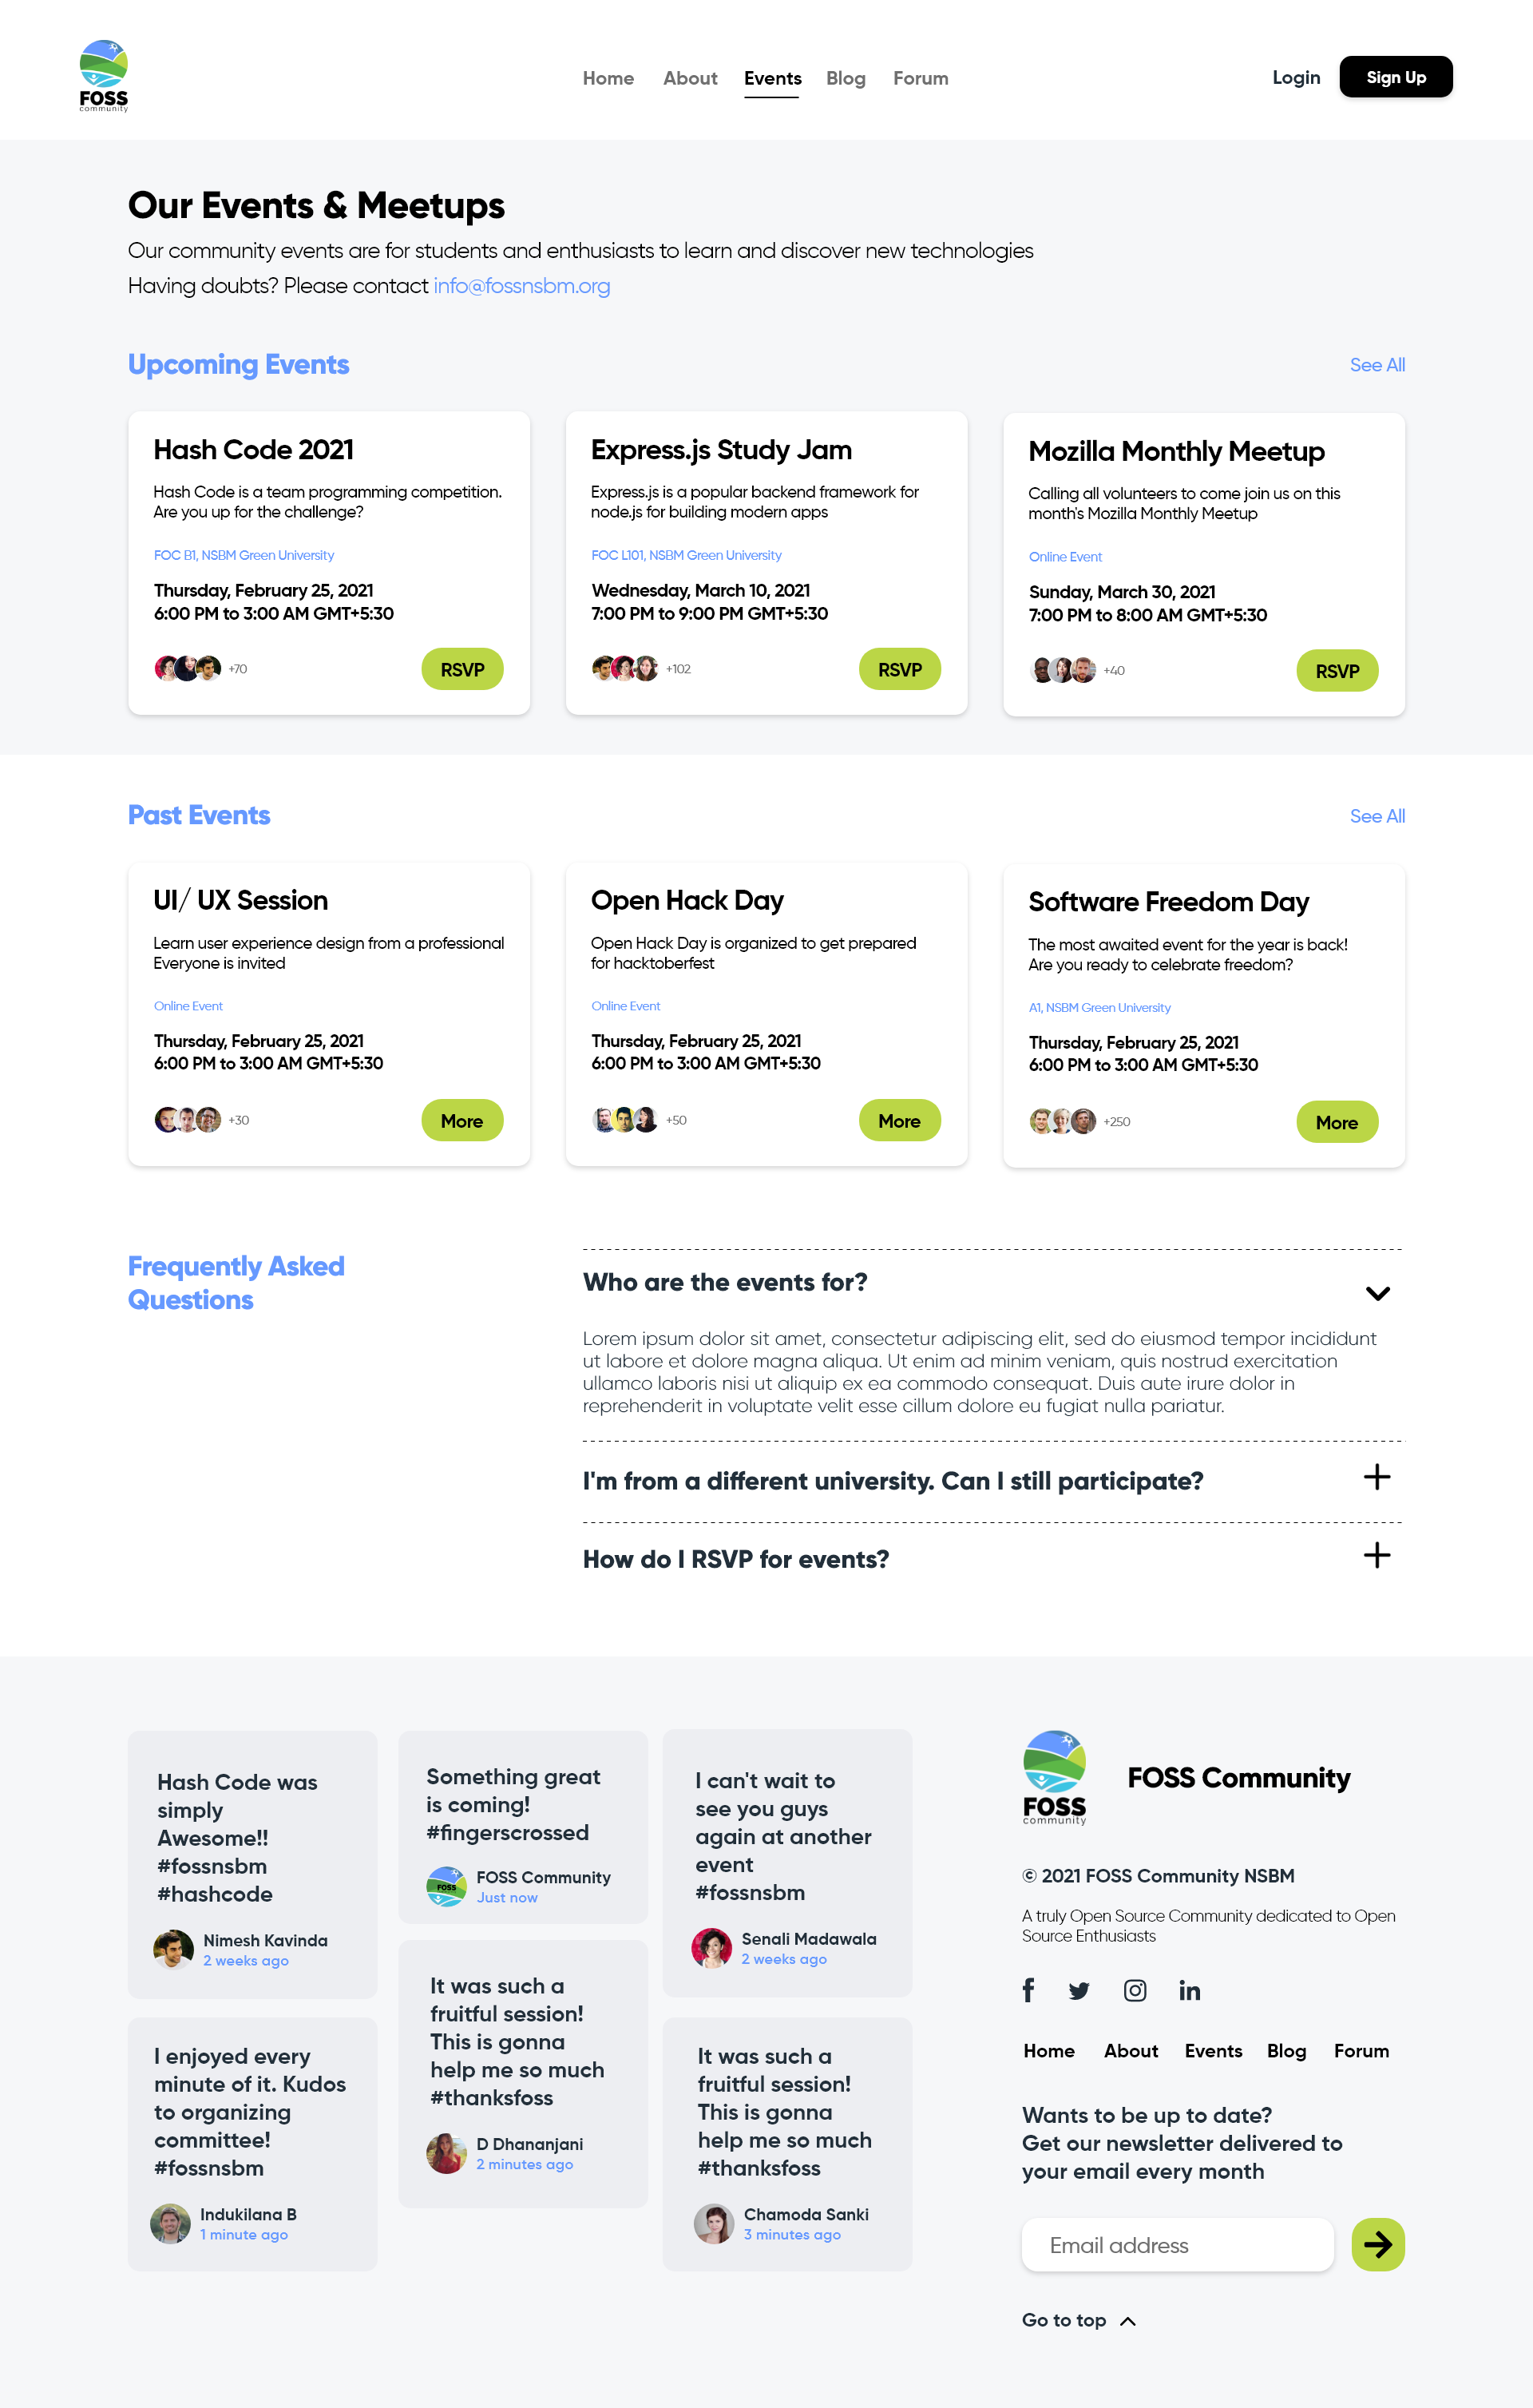 FOSS
community
Home About Events Blog Forum
Login Sign Up
Our Events & Meetups
Our community events are for students and enthusiasts to learn and discover new technologies
Having doubts? Please contact info@fossnsbm.org
Upcoming Events
See All
Hash Code 2021
Hash Code is a team programming competition.
Are you up for the challenge?
FOC B1, NSBM Green University
Thursday, February 25, 2021
6:00 PM to 3:00 AM GMT+5:30
+70
RSVP
Express.js Study Jam
Express.js is a popular backend framework for
node.js for building modern apps
FOC L101, NSBM Green University
Wednesday, March 10, 2021
7:00 PM to 9:00 PM GMT+5:30
+102
RSVP
Mozilla Monthly Meetup
Calling all volunteers to come join us on this
month's Mozilla Monthly Meetup
Online Event
Sunday, March 30, 2021
7:00 PM to 8:00 AM GMT+5:30
+40
RSVP
Past Events
See All
UI/ UX Session
Learn user experience design from a professional
Everyone is invited
Online Event
Thursday, February 25, 2021
6:00 PM to 3:00 AM GMT+5:30
+30
More
Open Hack Day
Open Hack Day is organized to get prepared
for hacktoberfest
Online Event
Thursday, February 25, 2021
6:00 PM to 3:00 AM GMT+5:30
+50
More
Software Freedom Day
The most awaited event for the year is back!
Are you ready to celebrate freedom?
A1, NSBM Green University
Thursday, February 25, 2021
6:00 PM to 3:00 AM GMT+5:30
+250
More
Frequently Asked
Questions
Who are the events for?
Lorem ipsum dolor sit amet, consectetur adipiscing elit, sed do eiusmod tempor incididunt
ut labore et dolore magna aliqua. Ut enim ad minim veniam, quis nostrud exercitation
ullamco laboris nisi ut aliquip ex ea commodo consequat. Duis aute irure dolor in
reprehenderit in voluptate velit esse cillum dolore eu fugiat nulla pariatur.
I'm from a different university. Can I still participate?
How do I RSVP for events?
Hash Code was
simply
Awesome!!
#fossnsbm
#hashcode
Nimesh Kavinda
2 weeks ago
I enjoyed every
minute of it. Kudos
to organizing
committee!
#fossnsbm
Indukilana B
1 minute ago
Something great
is coming!
#fingerscrossed
FOSS
FOSS Community
Just now
It was such a
fruitful session!
This is gonna
help me so much
#thanksfoss
D Dhananjani
2 minutes ago
I can't wait to
see you guys
again at another
event
#fossnsbm
Senali Madawala
2 weeks ago
It was such a
fruitful session!
This is gonna
help me so much
#thanksfoss
Chamoda Sanki
3 minutes ago
FOSS
community
FOSS Community
© 2021 FOSS Community NSBM
A truly Open Source Community dedicated to Open
Source Enthusiasts
Home About Events Blog Forum
Wants to be up to date?
Get our newsletter delivered to
your email every month
Email address
Go to top